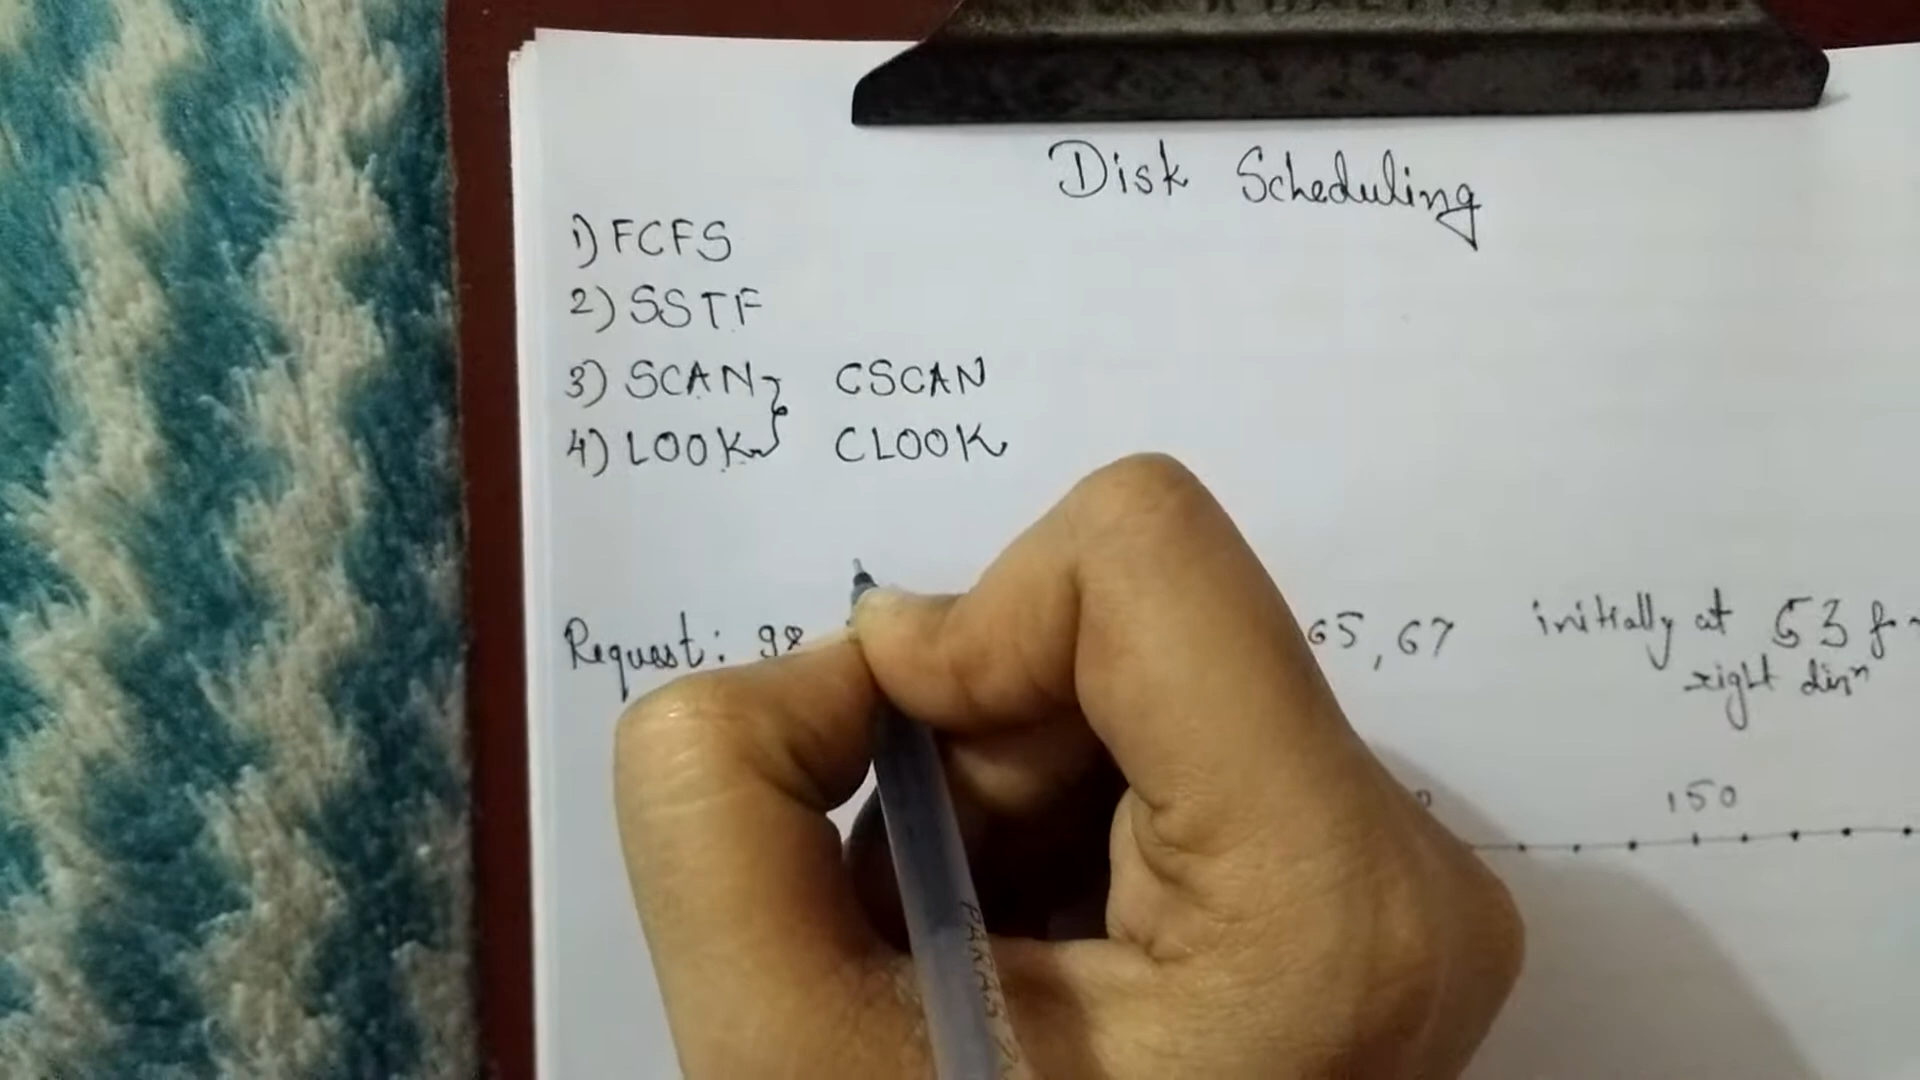 Disk Scheduling
1) FCFS
2) SSTF
3) SCAN } CSCAN
4) LOOK } CLOOK
Request: 98 65, 67 initially at 53
right dirn
150